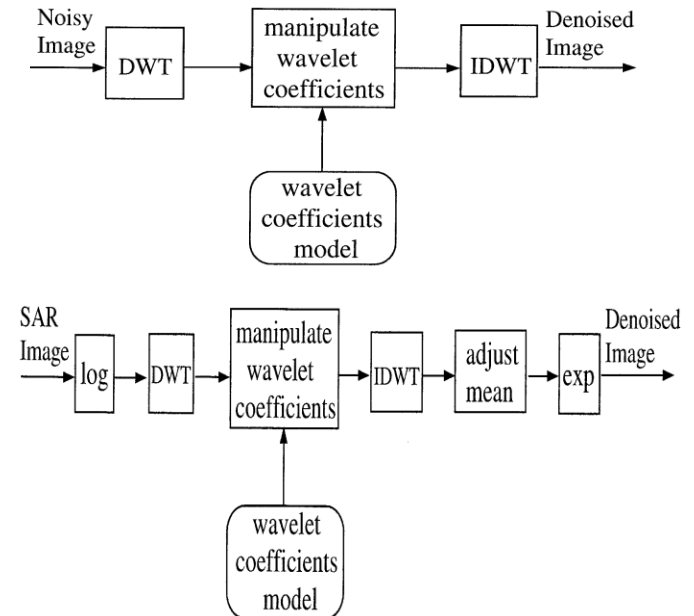 Noisy
Image
DWT
manipulate
wavelet
coefficients
IDWT
Denoised
Image
wavelet
coefficients
model
SAR
Image
log
DWT
manipulate
wavelet
coefficients
IDWT
adjust
mean
exp
Denoised
Image
wavelet
coefficients
model